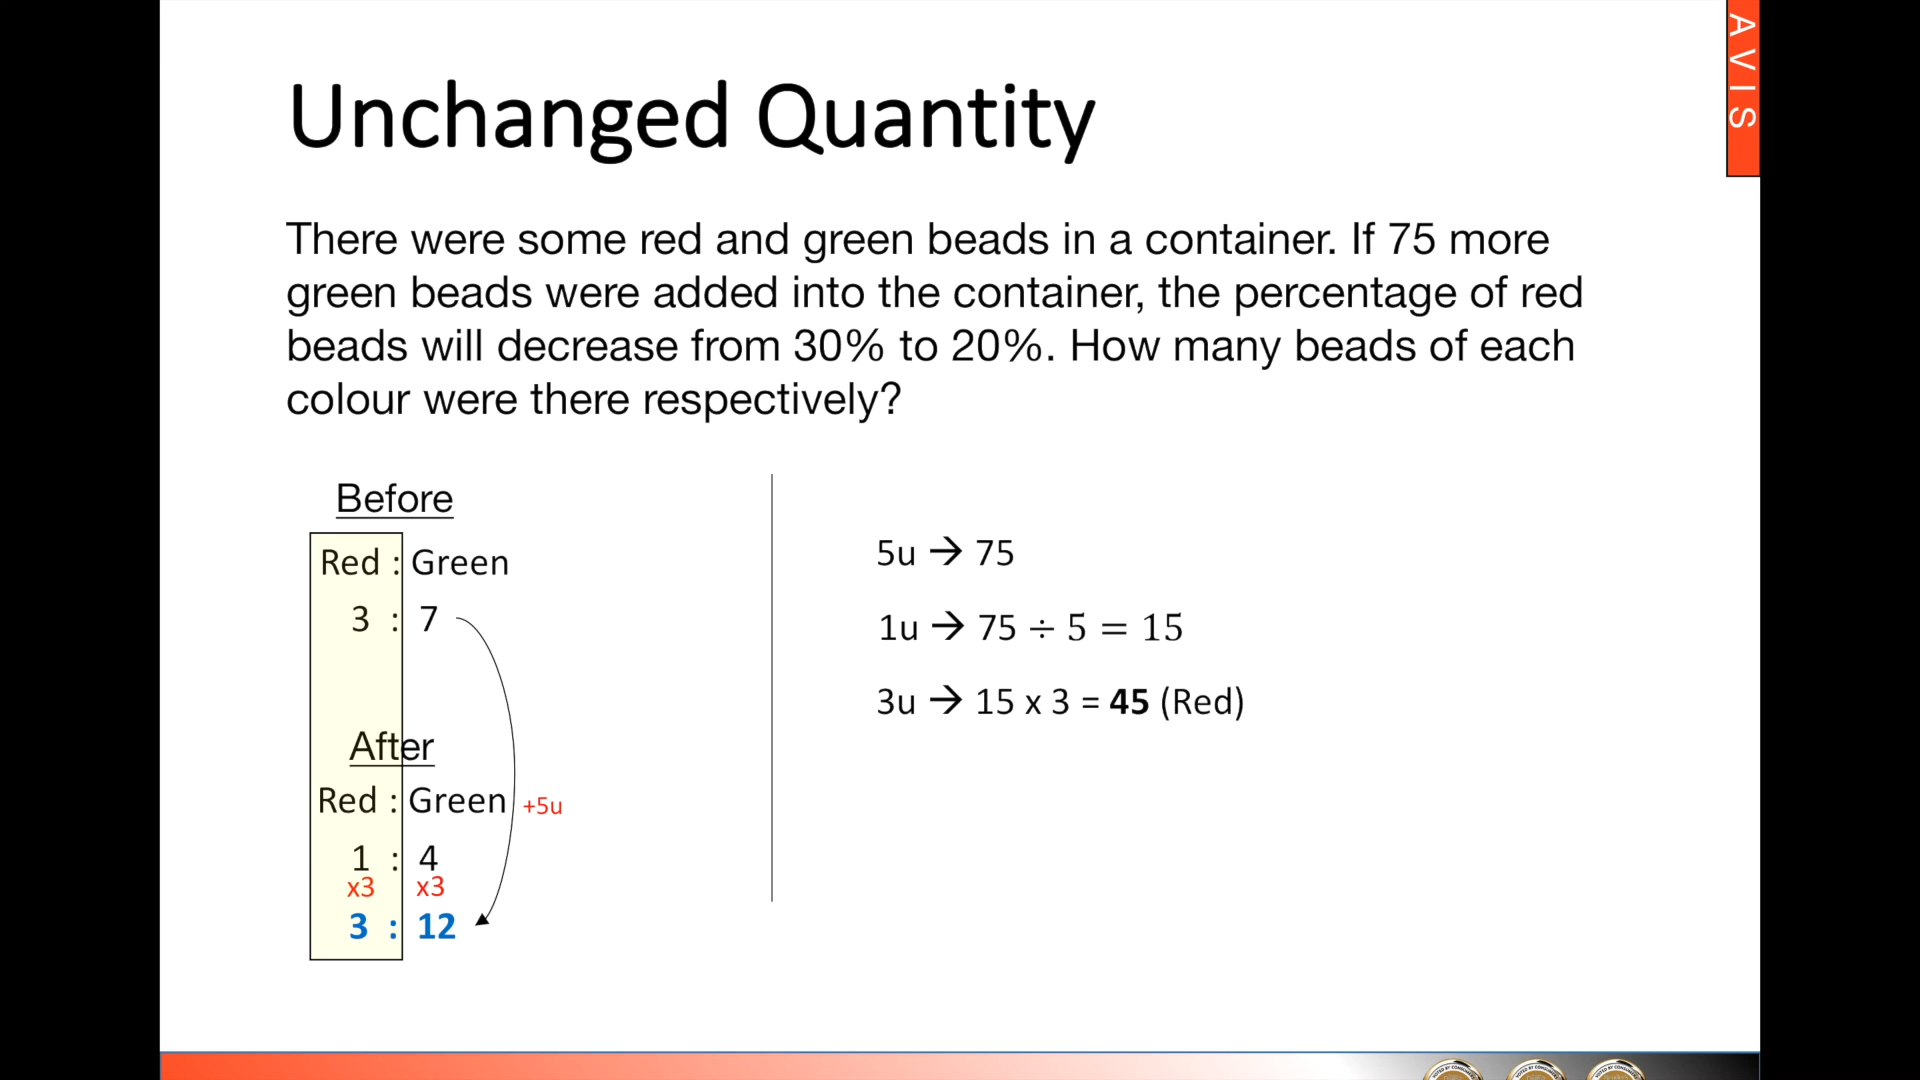 Unchanged Quantity
AVIS
There were some red and green beads in a container. If 75 more
green beads were added into the container, the percentage of red
beads will decrease from 30% to 20%. How many beads of each
colour were there respectively?
Before
Red : Green
3 : 7
After
Red : Green
+5u
1 : 4
x3 x3
3 : 12
5u → 75
1u → 75 ÷ 5 = 15
3u → 15 x 3 = 45 (Red)